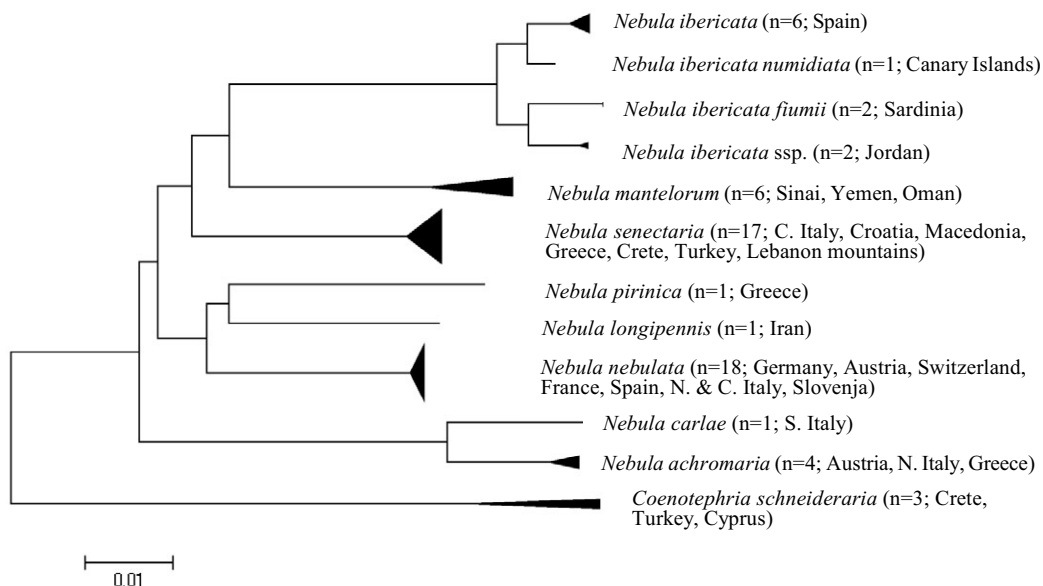 Nebula ibericata (n=6; Spain)
Nebula ibericata numidiata (n=1; Canary Islands)
Nebula ibericata fiumii (n=2; Sardinia)
Nebula ibericata ssp. (n=2; Jordan)
Nebula mantelorum (n=6; Sinai, Yemen, Oman)
Nebula senectaria (n=17; C. Italy, Croatia, Macedonia,
Greece, Crete, Turkey, Lebanon mountains)
Nebula pirinica (n=1; Greece)
Nebula longipennis (n=1; Iran)
Nebula nebulata (n=18; Germany, Austria, Switzerland,
France, Spain, N. & C. Italy, Slovenja)
Nebula carlae (n=1; S. Italy)
Nebula achromaria (n=4; Austria, N. Italy, Greece)
Coenotephria schneideraria (n=3; Crete,
Turkey, Cyprus)
0.01